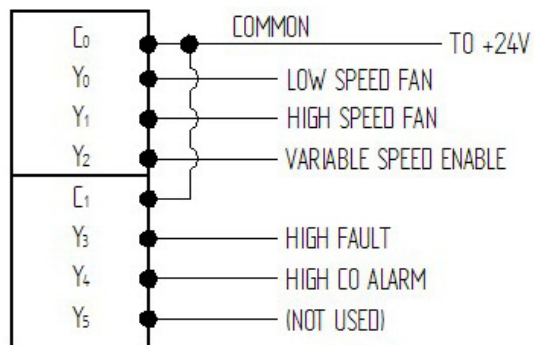 C₀ COMMON TO +24V
Y₀ LOW SPEED FAN
Y₁ HIGH SPEED FAN
Y₂ VARIABLE SPEED ENABLE
C₁
Y₃ HIGH FAULT
Y₄ HIGH CO ALARM
Y₅ (NOT USED)